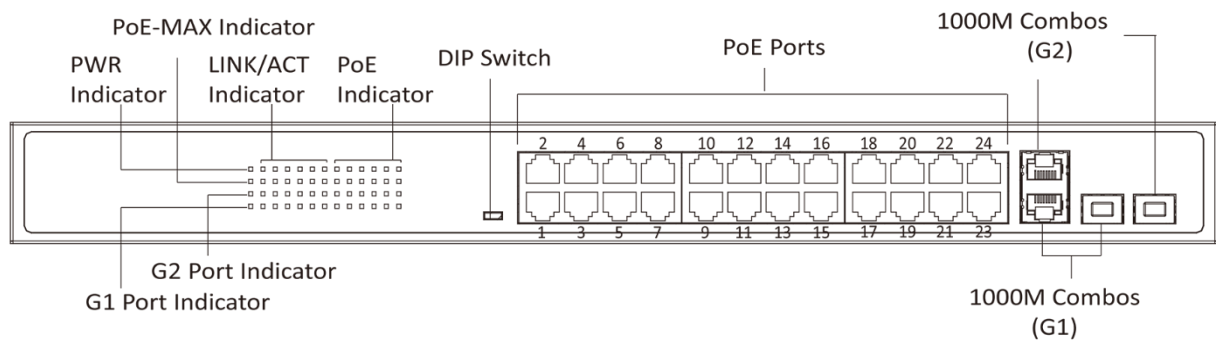 PoE-MAX Indicator
PWR
Indicator
LINK/ACT
Indicator
PoE
Indicator
DIP Switch
PoE Ports
1000M Combos
(G2)
2 4 6 8 10 12 14 16 18 20 22 24
1 3 5 7 9 11 13 15 17 19 21 23
G2 Port Indicator
G1 Port Indicator
1000M Combos
(G1)